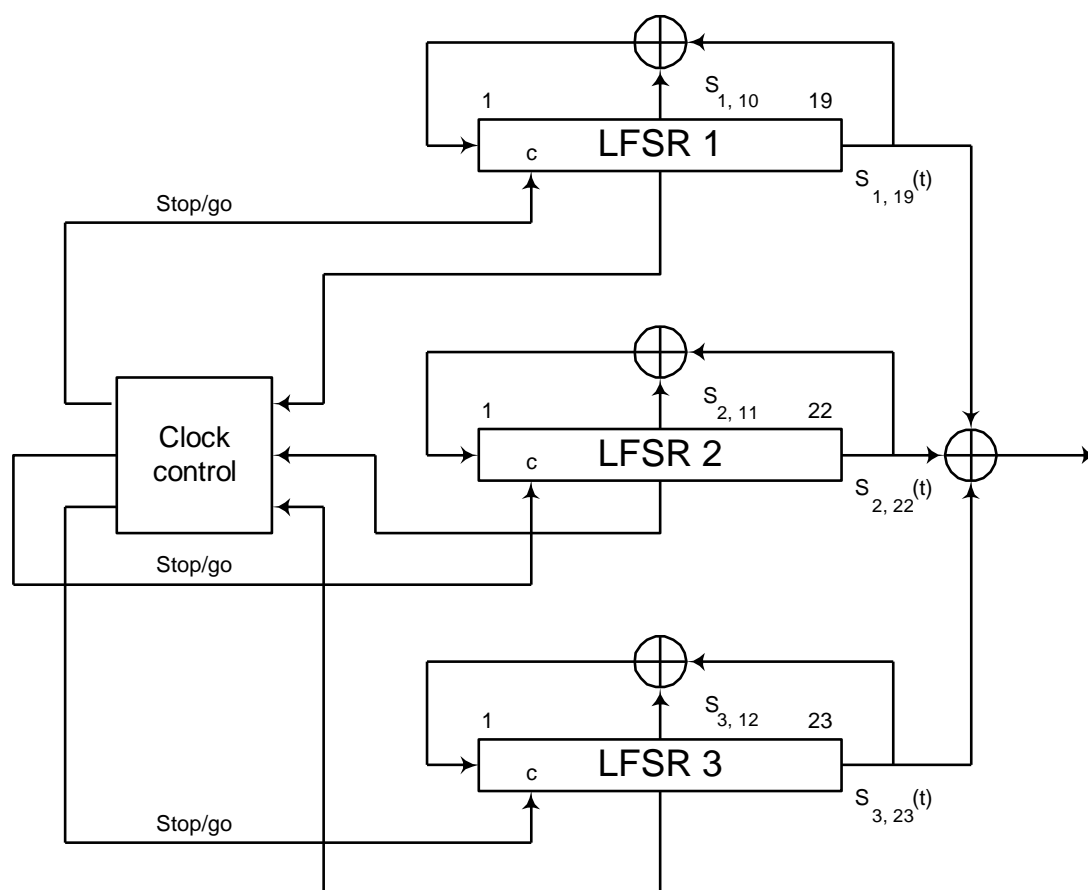 S1, 10
1
19
LFSR 1
c
S1, 19(t)
Stop/go
S2, 11
1
22
LFSR 2
c
Clock
control
S2, 22(t)
Stop/go
S3, 12
1
23
LFSR 3
c
S3, 23(t)
Stop/go